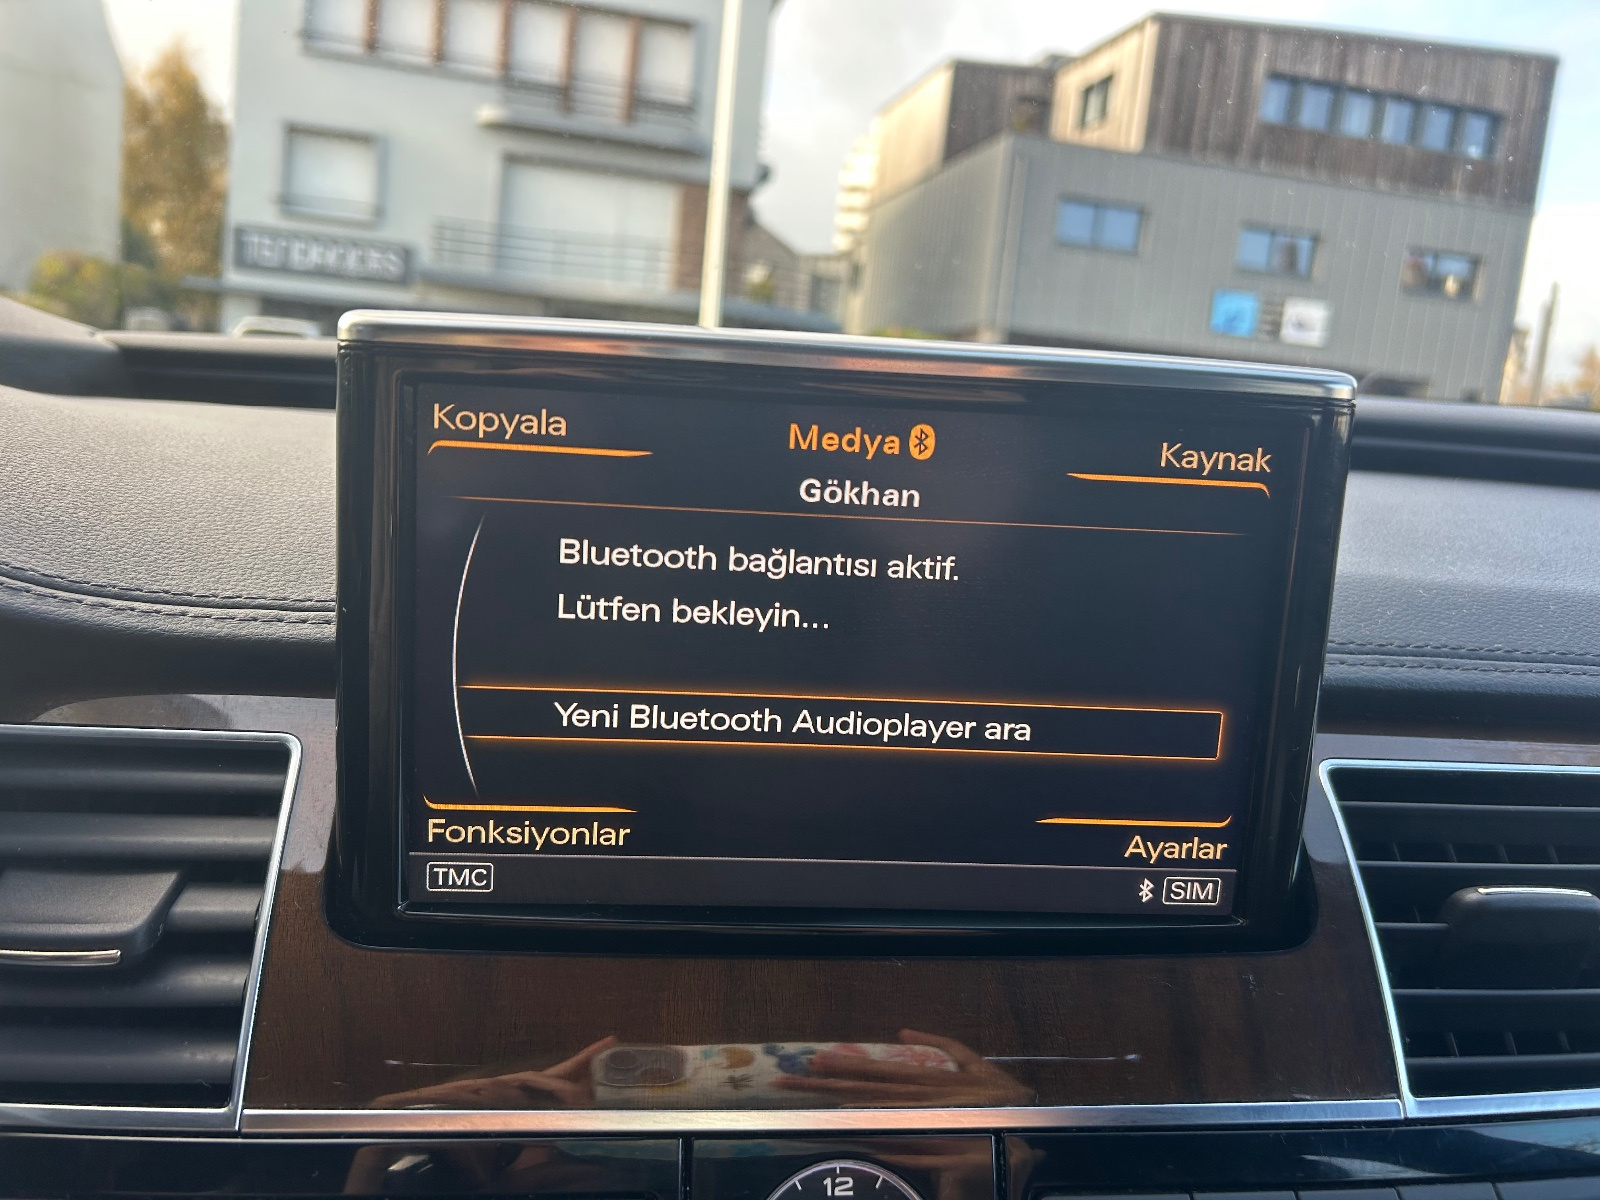 Kopyala
Medya
Kaynak
Gökhan
Bluetooth bağlantısı aktif.
Lütfen bekleyin...
Yeni Bluetooth Audioplayer ara
Fonksiyonlar
Ayarlar
TMC
SIM
12